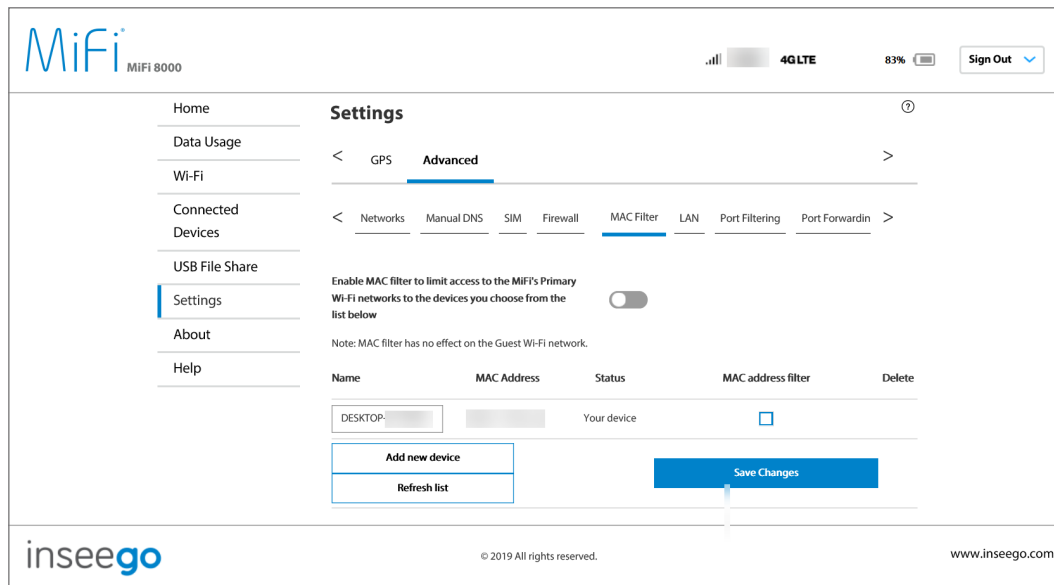 MiFi
MiFi 8000
4G LTE
83%
Sign Out
Home
Data Usage
Wi-Fi
Connected
Devices
USB File Share
Settings
About
Help
Settings
?
< GPS Advanced >
< Networks Manual DNS SIM Firewall MAC Filter LAN Port Filtering Port Forwardin >
Enable MAC filter to limit access to the MiFi's Primary
Wi-Fi networks to the devices you choose from the
list below
Note: MAC filter has no effect on the Guest Wi-Fi network.
Name MAC Address Status MAC address filter Delete
DESKTOP- Your device
Add new device
Refresh list
Save Changes
inseego
© 2019 All rights reserved.
www.inseego.com